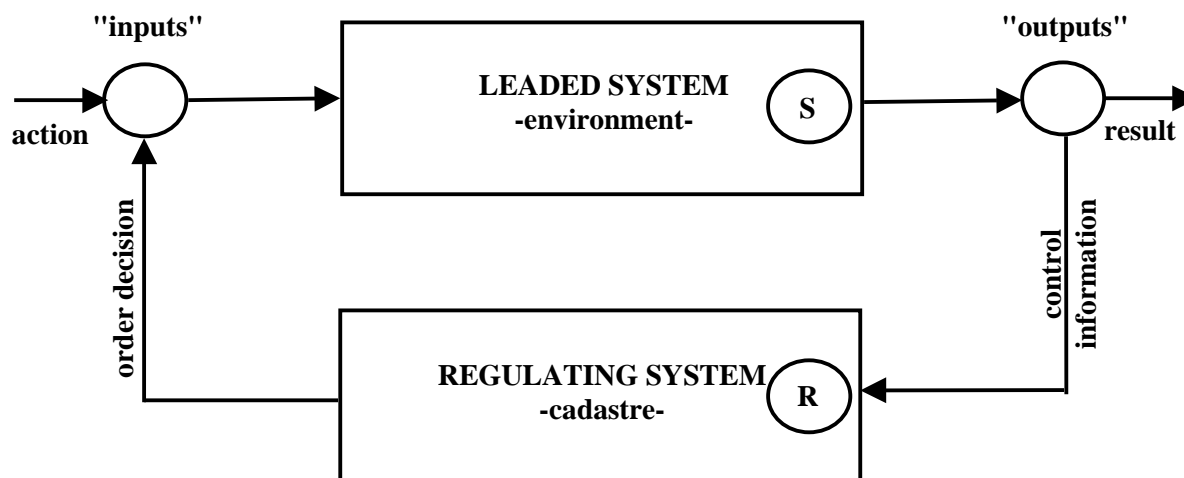 "inputs"
"outputs"
LEADED SYSTEM
-environment-
S
action
result
order decision
control
information
REGULATING SYSTEM
-cadastre-
R